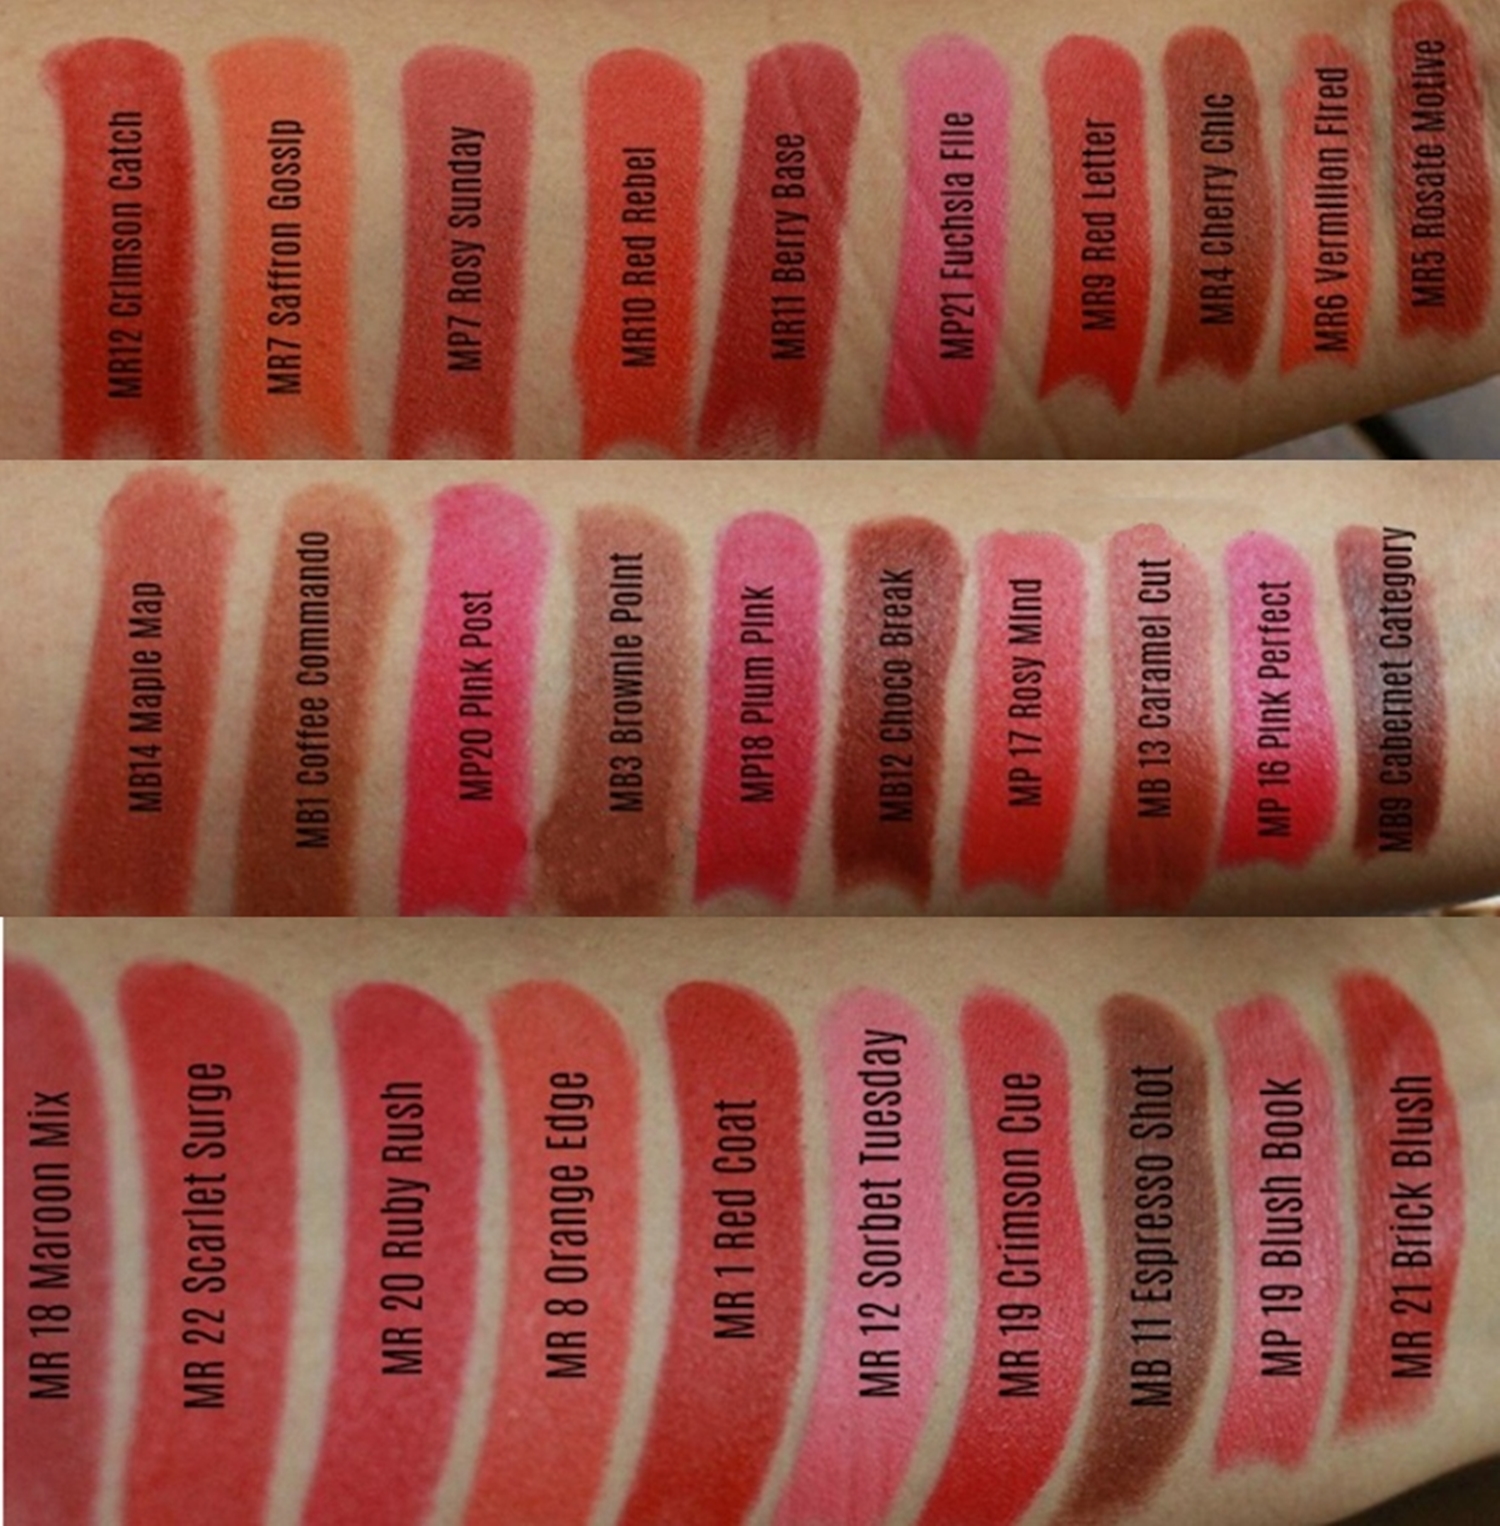 MR12 Crimson Catch
MR7 Saffron Gossip
MP7 Rosy Sunday
MR10 Red Rebel
MR11 Berry Base
MP21 Fuchsia Flie
MR9 Red Letter
MR4 Cherry Chic
MR6 Vermilion Fired
MR5 Rosate Motive
MB14 Maple Map
MB1 Coffee Commando
MP20 Pink Post
MB3 Brownie Point
MP18 Plum Pink
MB12 Choco Break
MP 17 Rosy Mind
MB 13 Caramel Cut
MP 16 Pink Perfect
MB9 Cabernet Category
MR 18 Maroon Mix
MR 22 Scarlet Surge
MR 20 Ruby Rush
MR 8 Orange Edge
MR 1 Red Coat
MR 12 Sorbet Tuesday
MR 19 Crimson Cue
MB 11 Espresso Shot
MP 19 Blush Book
MR 21 Brick Blush